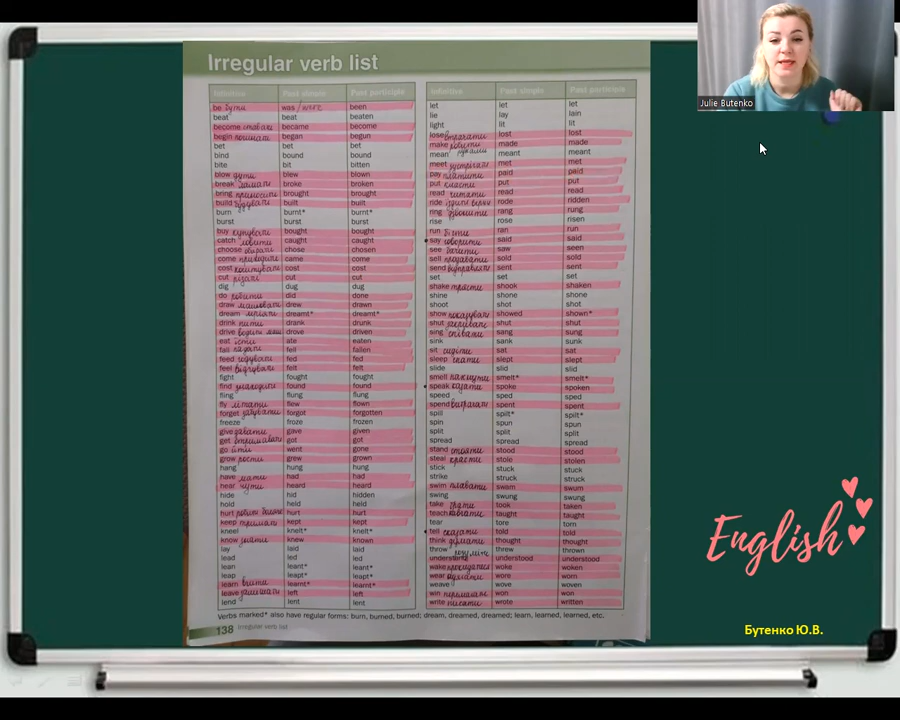 Irregular verb list
Infinitive Past simple Past participle
be бути was / were been
beat beat beaten
become ставати became become
begin починати began begun
bet bet bet
bind bound bound
bite bit bitten
blow дути blew blown
break ламати broke broken
bring приносити brought brought
build будувати built built
burn burnt* burnt*
burst burst burst
buy купувати bought bought
catch ловити caught caught
choose обирати chose chosen
come приходити came come
cost коштувати cost cost
cut різати cut cut
dig dug dug
do робити did done
draw малювати drew drawn
dream мріяти dreamt* dreamt*
drink пити drank drunk
drive водити drove driven
eat їсти ate eaten
fall падати fell fallen
feed годувати fed fed
feel відчувати felt felt
fight fought fought
find знаходити found found
fling flung flung
fly літати flew flown
forget забувати forgot forgotten
freeze froze frozen
give давати gave given
get отримувати got got
go йти went gone
grow рости grew grown
hang hung hung
have мати had had
hear чути heard heard
hide hid hidden
hold held held
hurt робити боляче hurt hurt
keep тримати kept kept
kneel knelt* knelt*
know знати knew known
lay laid laid
lead led led
lean leant* leant*
leap leapt* leapt*
learn вчити learnt* learnt*
leave залишати left left
lend lent lent
Infinitive Past simple Past participle
let let let
lie lay lain
light lit lit
lose втрачати lost lost
make робити made made
mean meant meant
meet зустрічати met met
pay платити paid paid
put класти put put
read читати read read
ride їздити верхи rode ridden
ring дзвонити rang rung
rise rose risen
run бігти ran run
say говорити said said
see бачити saw seen
sell продавати sold sold
send відправляти sent sent
set set set
shake трясти shook shaken
shine shone shone
shoot shot shot
show показувати showed shown*
shut закривати shut shut
sing співати sang sung
sink sank sunk
sit сидіти sat sat
sleep спати slept slept
slide slid slid
smell пахнути smelt* smelt*
speak казати spoke spoken
speed sped sped
spend витрачати spent spent
spill spilt* spilt*
spin spun spun
split split split
spread spread spread
stand стояти stood stood
steal красти stole stolen
stick stuck stuck
strike struck struck
swim плавати swam swum
swing swung swung
take брати took taken
teach навчати taught taught
tear tore torn
tell сказати told told
think думати thought thought
throw threw thrown
understand розуміти understood understood
wake прокидатися woke woken
wear одягати wore worn
weave wove woven
win перемагати won won
write писати wrote written
Verbs marked* also have regular forms: burn, burned, burned; dream, dreamed, dreamed; learn, learned, learned, etc.
138 Irregular verb list
Julie Butenko
English
Бутенко Ю.В.